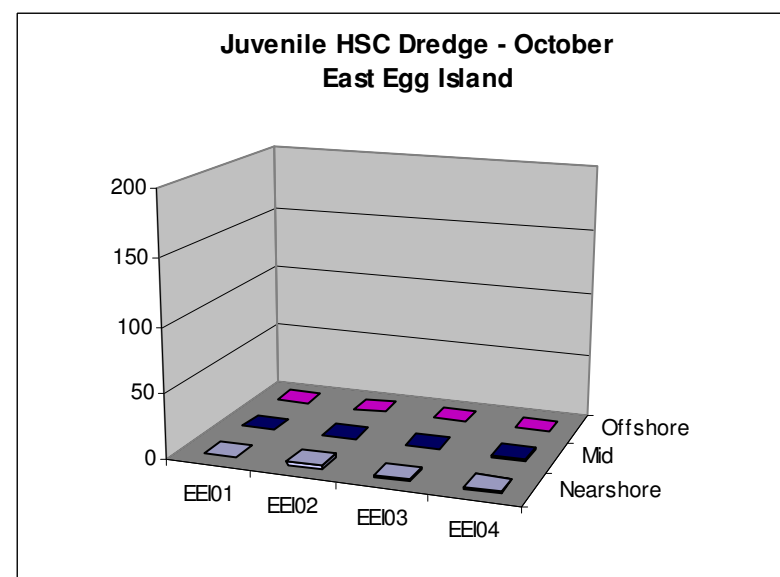 Juvenile HSC Dredge - October
East Egg Island
200
150
100
50
0
EEI01
EEI02
EEI03
EEI04
Offshore
Mid
Nearshore